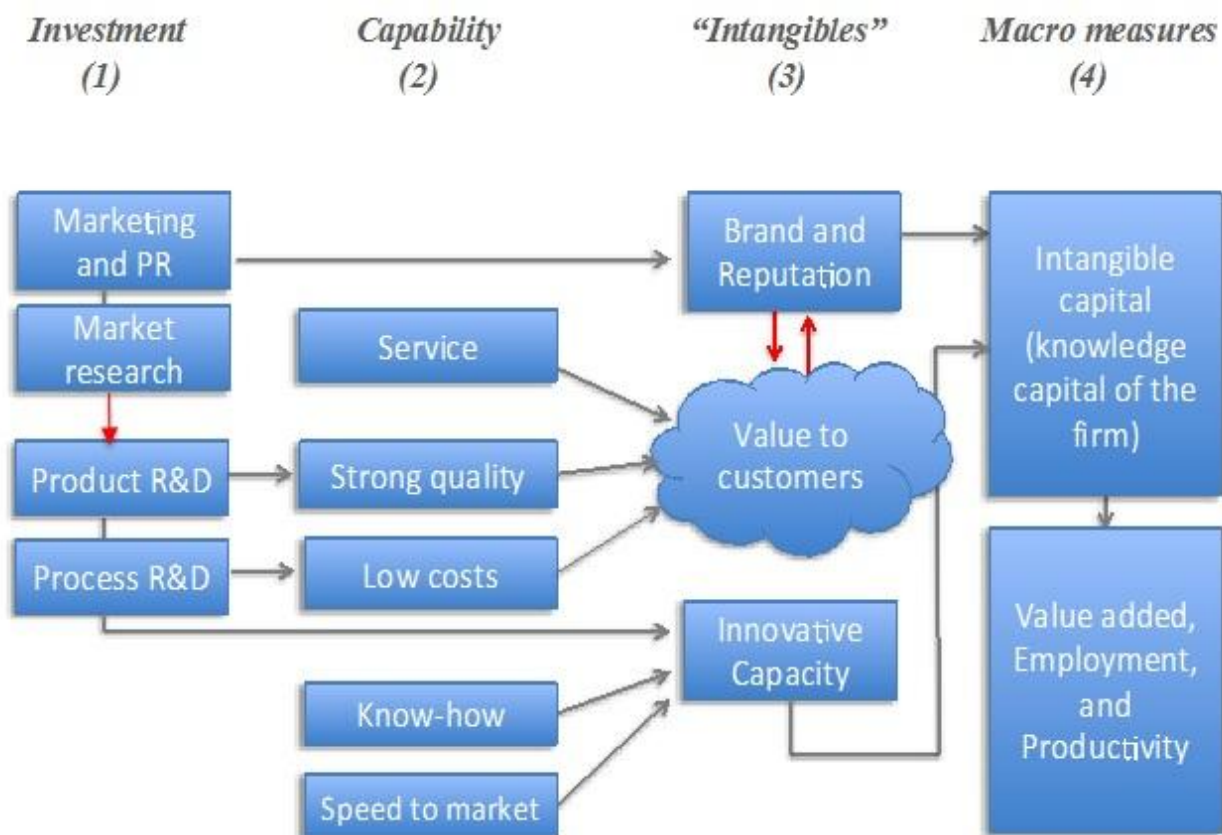 Investment
(1)
Capability
(2)
“Intangibles”
(3)
Macro measures
(4)
Marketing
and PR
Market
research
Product R&D
Process R&D
Service
Strong quality
Low costs
Know-how
Speed to market
Brand and
Reputation
Value to
customers
Innovative
Capacity
Intangible
capital
(knowledge
capital of the
firm)
Value added,
Employment,
and
Productivity